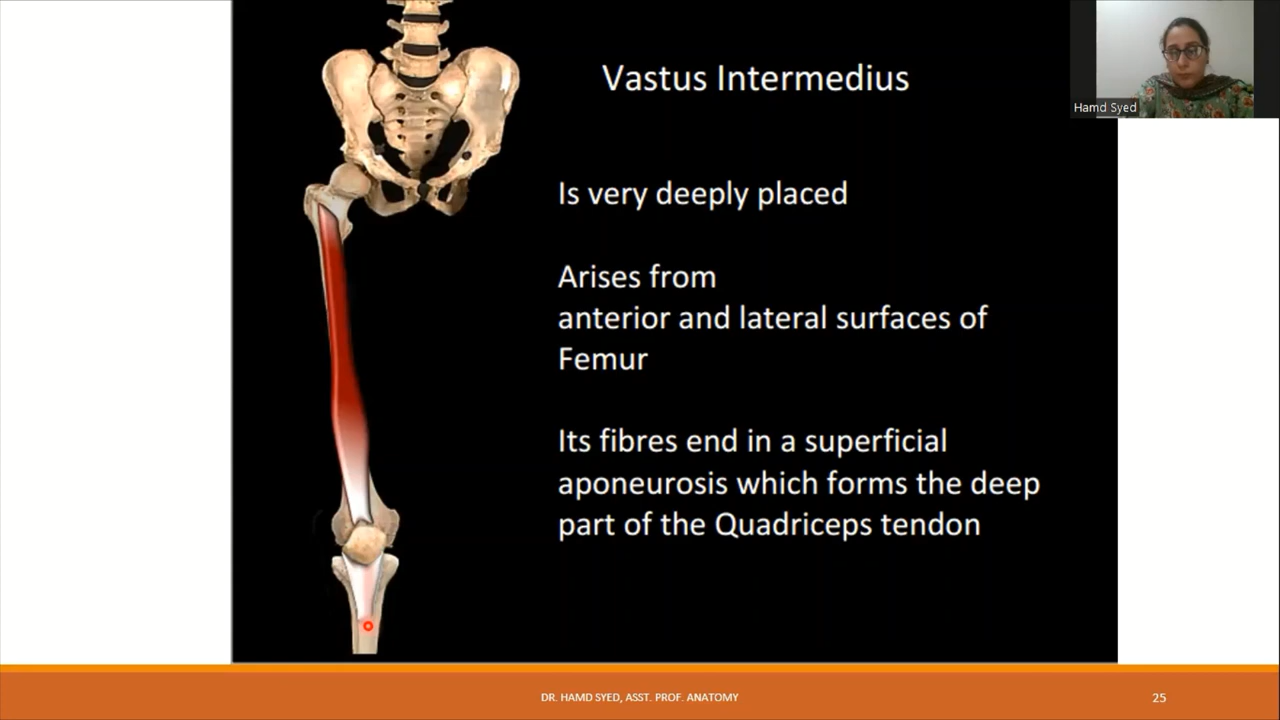 Vastus Intermedius
Hamd Syed
Is very deeply placed
Arises from
anterior and lateral surfaces of
Femur
Its fibres end in a superficial
aponeurosis which forms the deep
part of the Quadriceps tendon
DR. HAMD SYED, ASST. PROF. ANATOMY
25